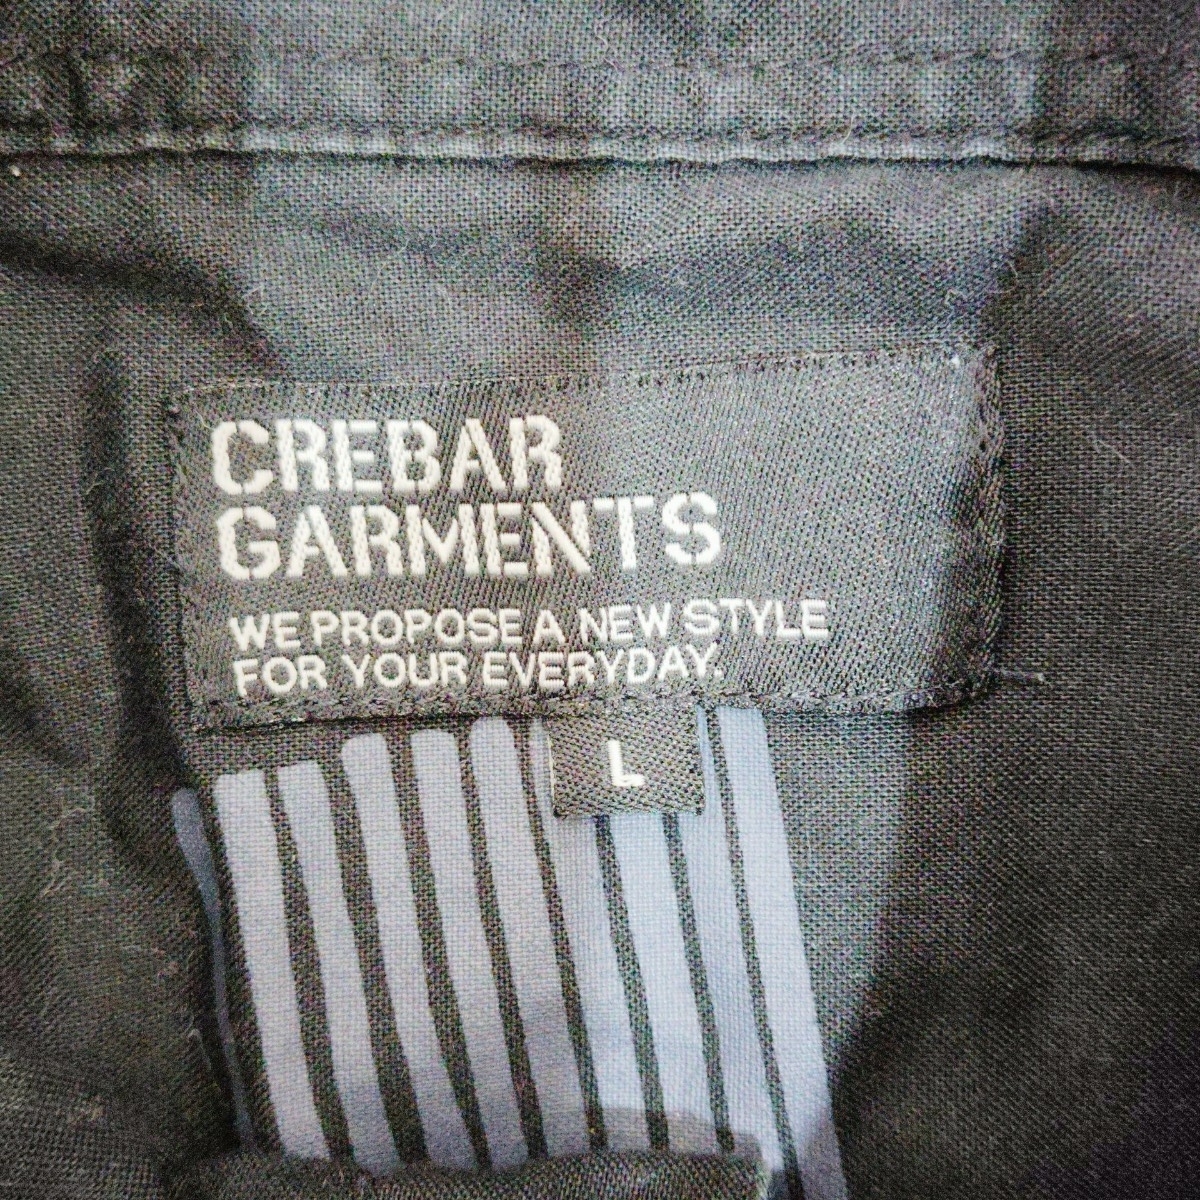 CREBAR
GARMENTS
WE PROPOSE A NEW STYLE
FOR YOUR EVERYDAY.
L